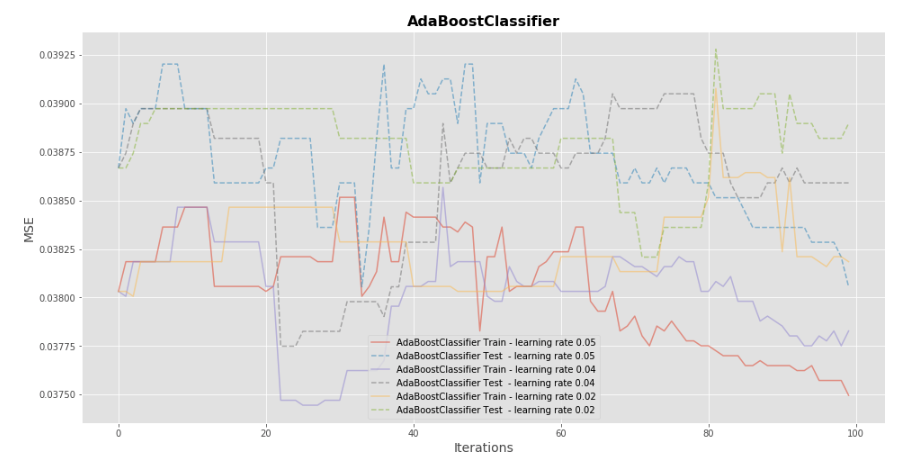 AdaBoostClassifier
0.03925
0.03900
0.03875
0.03850
0.03825
0.03800
0.03775
0.03750
MSE
AdaBoostClassifier Train - learning rate 0.05
AdaBoostClassifier Test - learning rate 0.05
AdaBoostClassifier Train - learning rate 0.04
AdaBoostClassifier Test - learning rate 0.04
AdaBoostClassifier Train - learning rate 0.02
AdaBoostClassifier Test - learning rate 0.02
0 20 40 60 80 100
Iterations